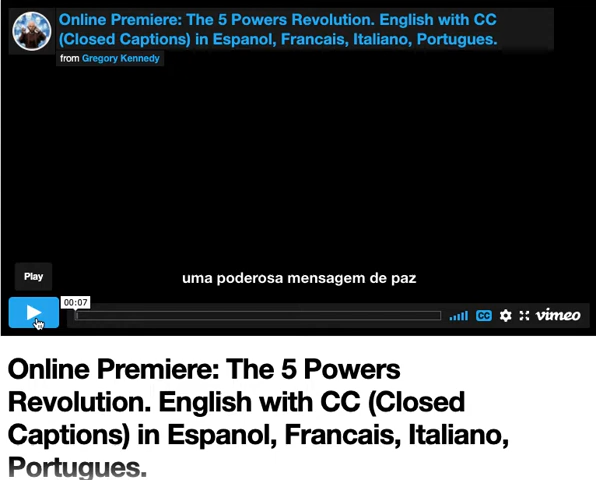 Online Premiere: The 5 Powers Revolution. English with CC
(Closed Captions) in Espanol, Francais, Italiano, Portugues.
from Gregory Kennedy
uma poderosa mensagem de paz
Play
00:07
CC
vimeo
Online Premiere: The 5 Powers
Revolution. English with CC (Closed
Captions) in Espanol, Francais, Italiano,
Portugues.